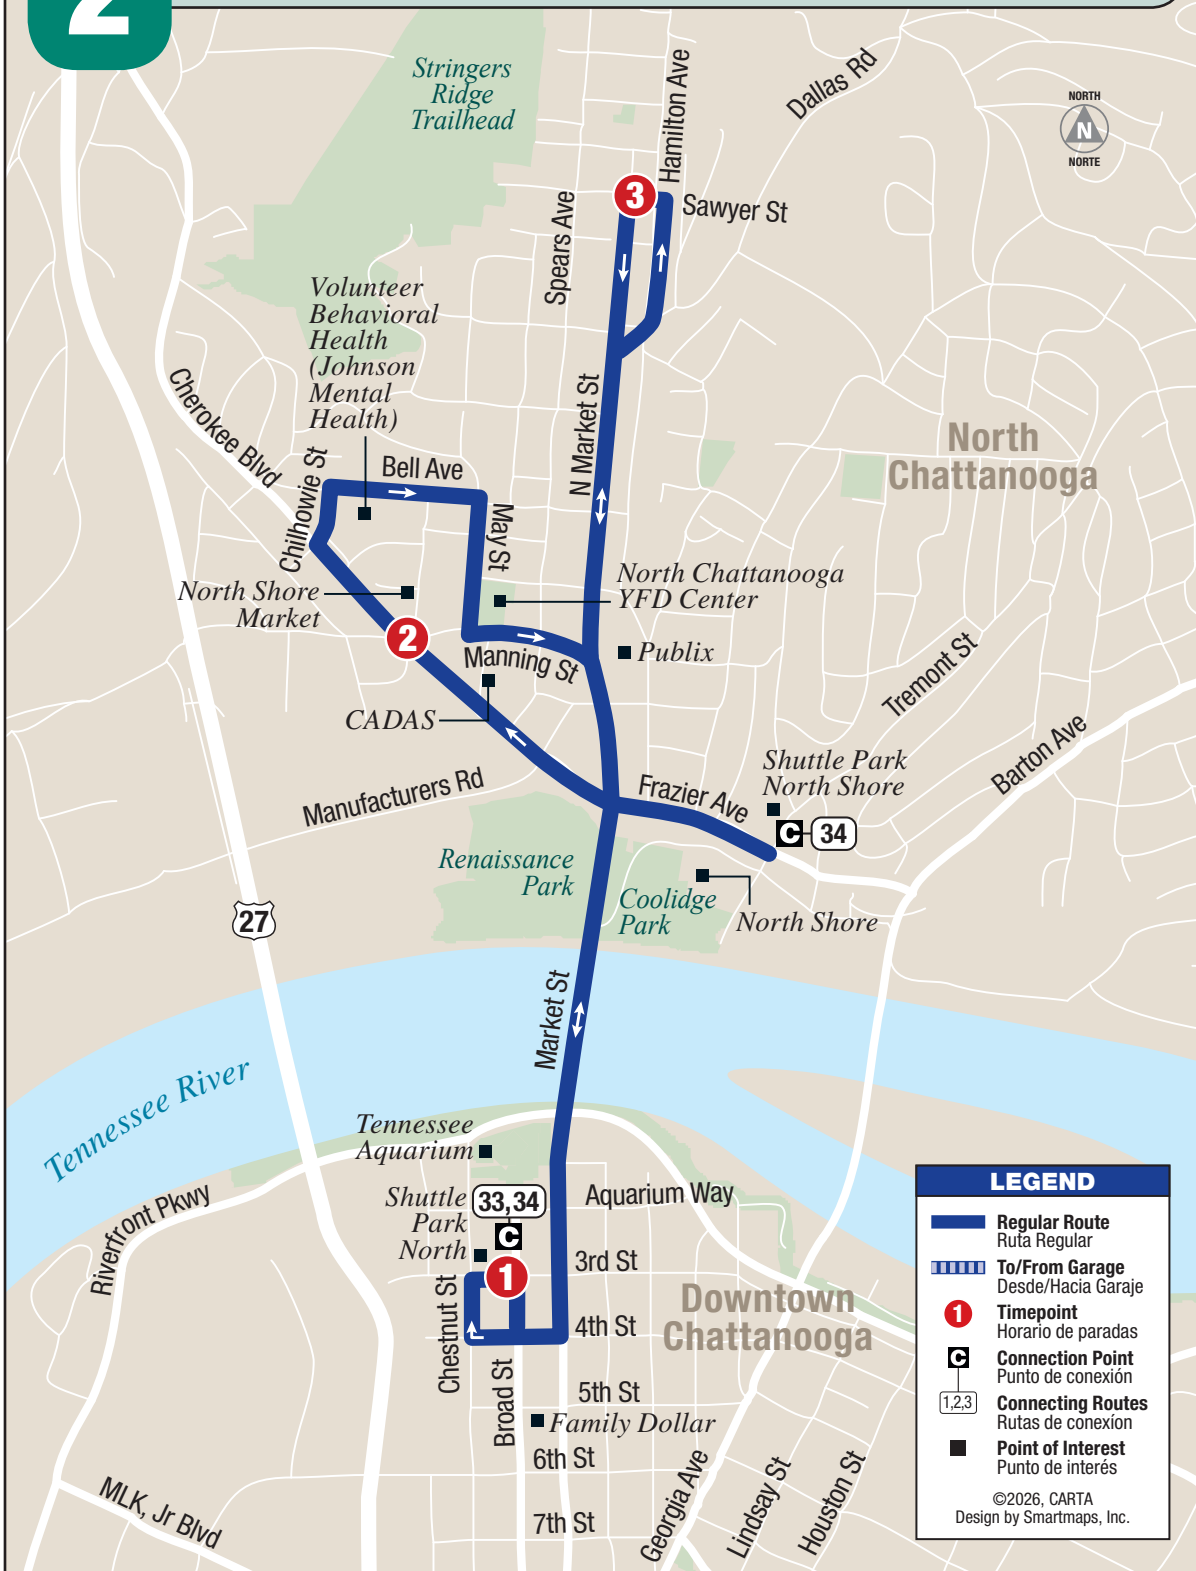 2
Stringers
Ridge
Trailhead
Hamilton Ave
Dallas Rd
NORTH
N
NORTE
3
Sawyer St
Spears Ave
Volunteer
Behavioral
Health
(Johnson
Mental
Health)
Cherokee Blvd
N Market St
North
Chattanooga
Chilhowie St
Bell Ave
May St
North Shore
Market
North Chattanooga
YFD Center
2
Manning St
Publix
CADAS
Tremont St
Barton Ave
Manufacturers Rd
Frazier Ave
Shuttle Park
North Shore
C
34
Renaissance
Park
Coolidge
Park
North Shore
27
Market St
Tennessee River
Tennessee
Aquarium
Riverfront Pkwy
Shuttle
Park
North
33,34
C
Aquarium Way
1
3rd St
Chestnut St
4th St
Downtown
Chattanooga
Broad St
5th St
Family Dollar
6th St
7th St
MLK, Jr Blvd
Georgia Ave
Lindsay St
Houston St
LEGEND
Regular Route
Ruta Regular
To/From Garage
Desde/Hacia Garaje
1
Timepoint
Horario de paradas
C
Connection Point
Punto de conexión
1,2,3
Connecting Routes
Rutas de conexíon
Point of Interest
Punto de interés
©2026, CARTA
Design by Smartmaps, Inc.